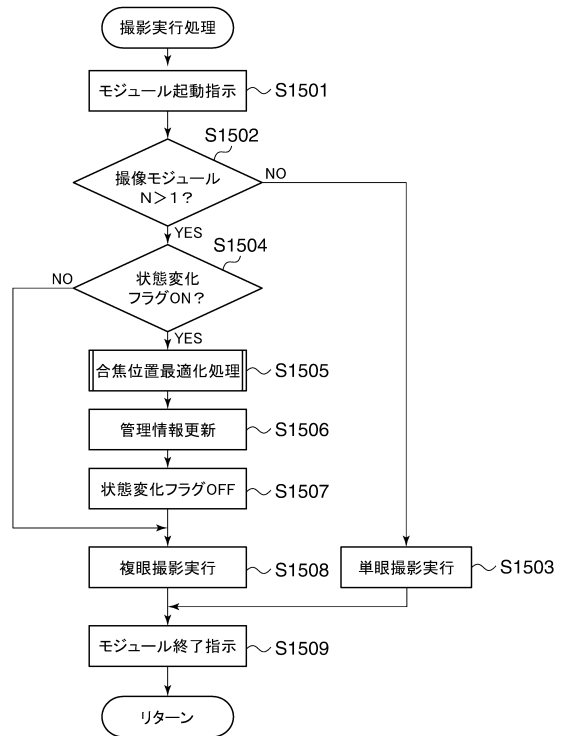 撮影実行処理
モジュール起動指示
S1501
S1502
撮像モジュール
N＞1？
NO
YES
S1504
NO
状態変化
フラグON？
YES
合焦位置最適化処理
S1505
管理情報更新
S1506
状態変化フラグOFF
S1507
複眼撮影実行
S1508
単眼撮影実行
S1503
モジュール終了指示
S1509
リターン